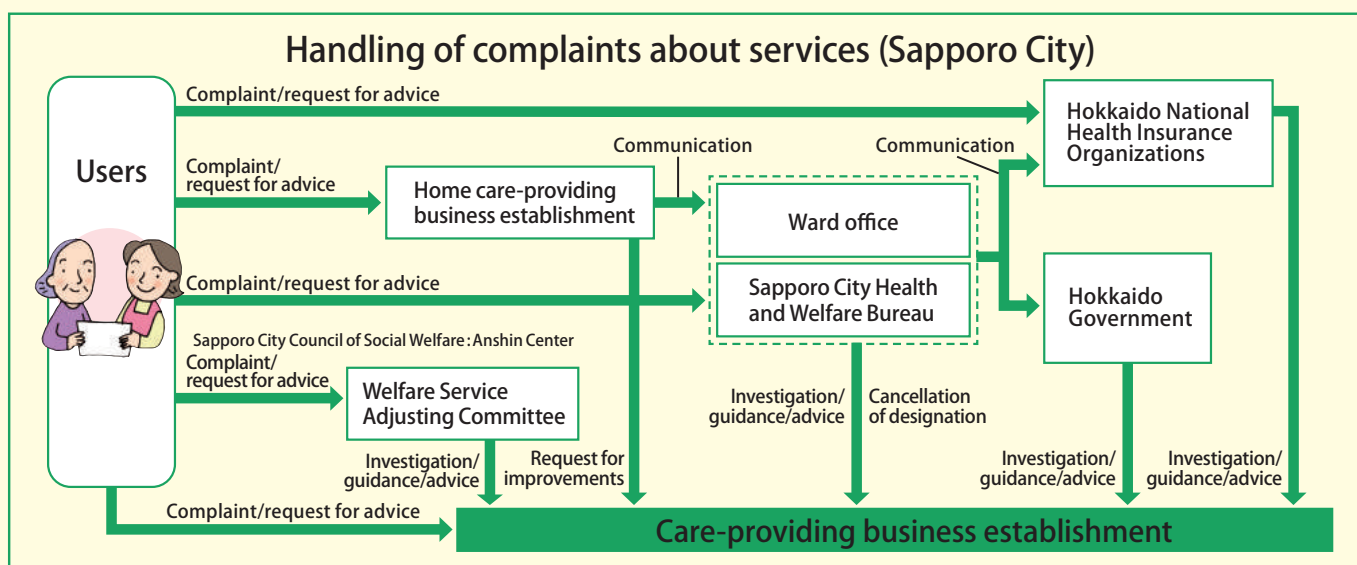 Handling of complaints about services (Sapporo City)
Users
Complaint/request for advice
Hokkaido National
Health Insurance
Organizations
Complaint/
request for advice
Home care-providing
business establishment
Communication
Communication
Ward office
Sapporo City Health
and Welfare Bureau
Complaint/request for advice
Hokkaido
Government
Sapporo City Council of Social Welfare: Anshin Center
Complaint/
request for advice
Welfare Service
Adjusting Committee
Investigation/
guidance/advice
Request for
improvements
Investigation/
guidance/advice
Cancellation
of designation
Investigation/
guidance/advice
Investigation/
guidance/advice
Complaint/request for advice
Care-providing business establishment